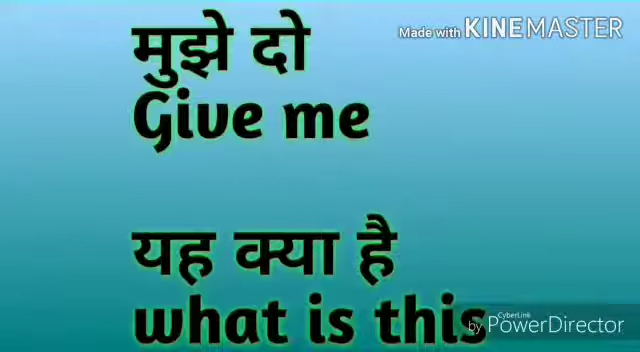 मुझे दो
Made with KINEMASTER
Give me
यह क्या है
what is this
CyberLink
by PowerDirector